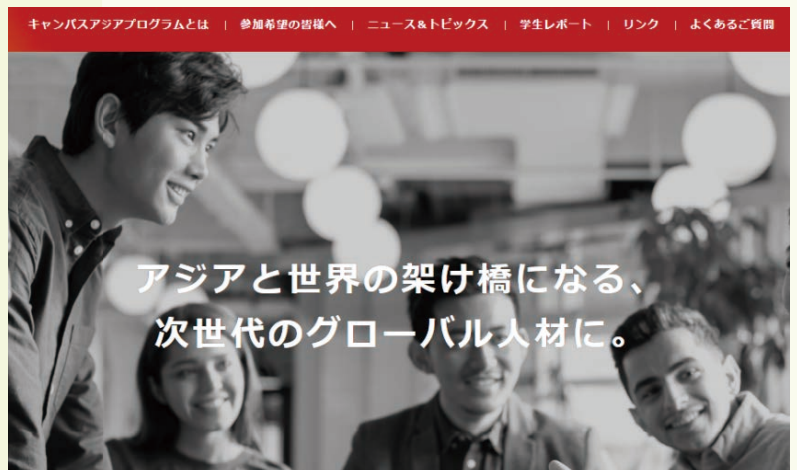 キャンパスアジアプログラムとは | 参加希望の皆様へ | ニュース＆トピックス | 学生レポート | リンク | よくあるご質問
アジアと世界の架け橋になる、
次世代のグローバル人材に。